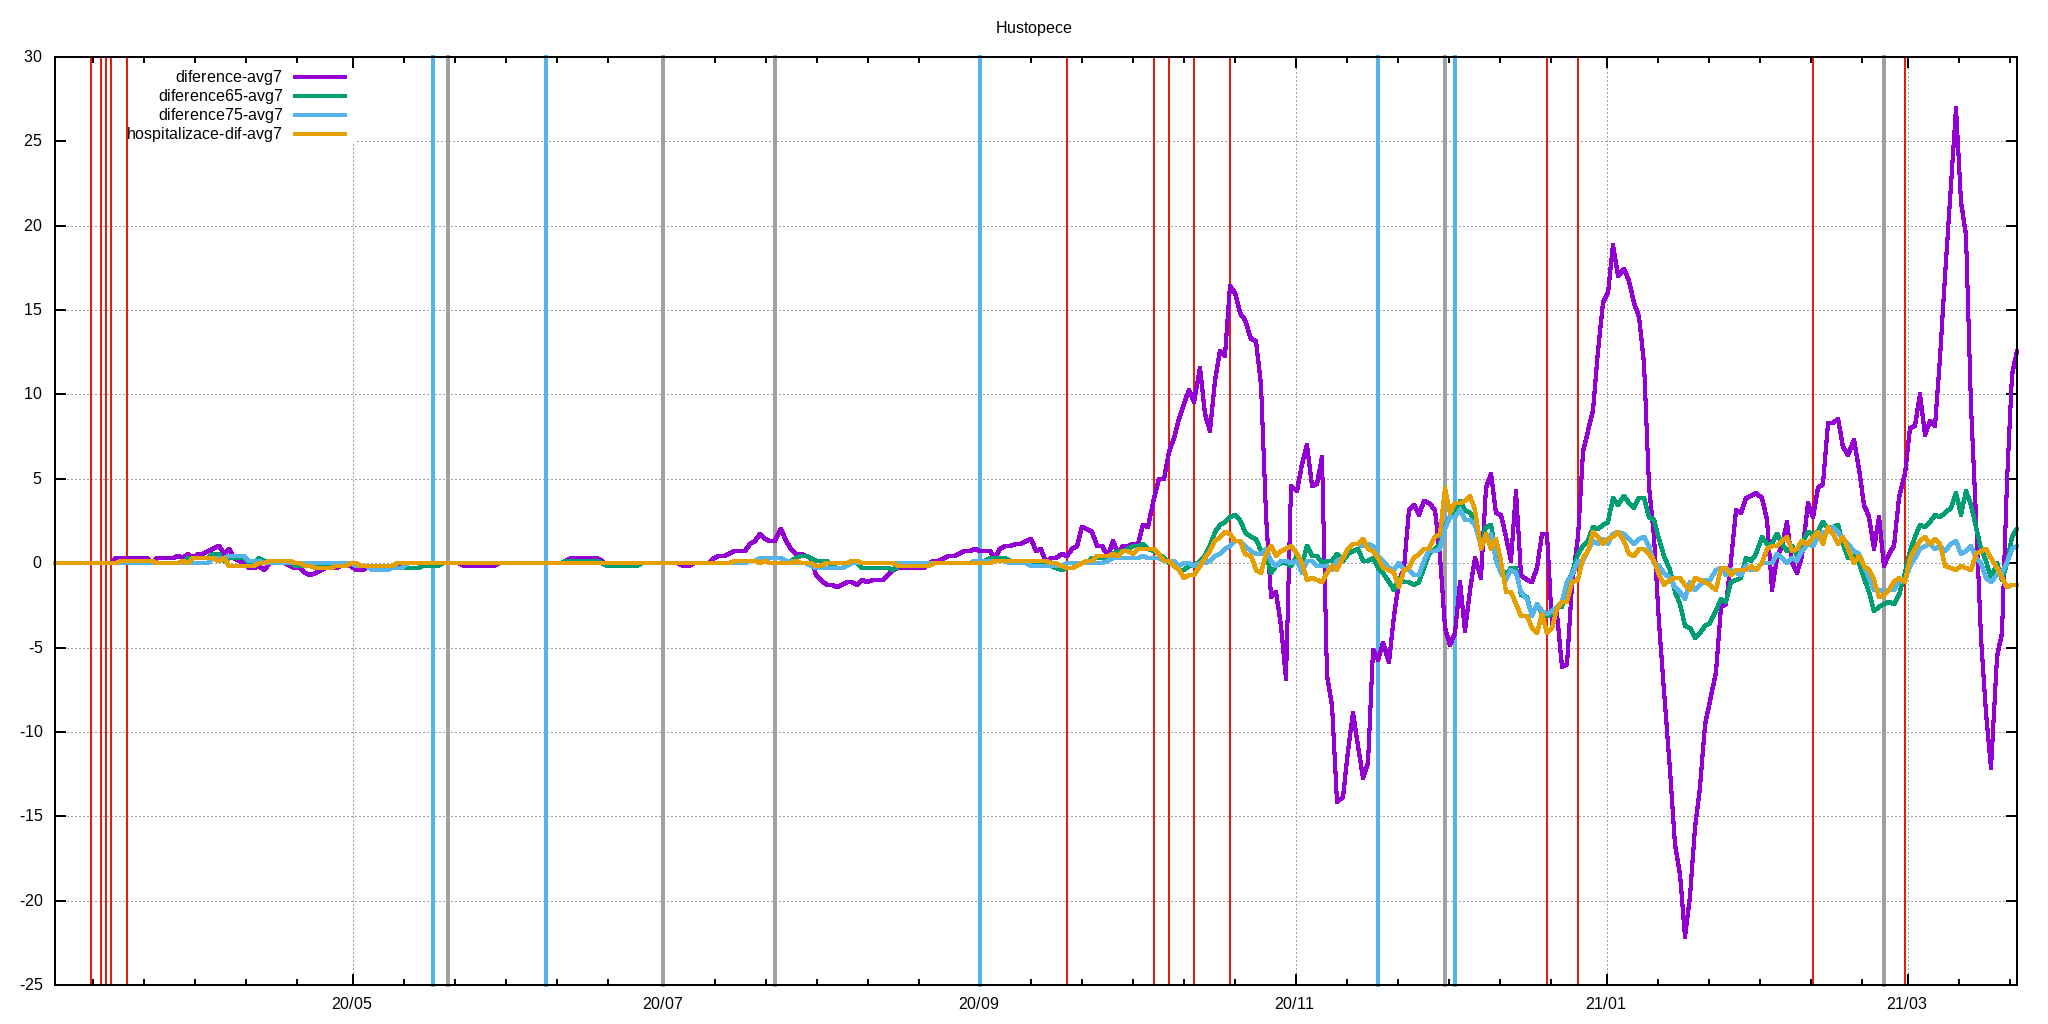 Hustopece
30
diference-avg7
diference65-avg7
diference75-avg7
hospitalizace-dif-avg7
25
20
15
10
5
0
-5
-10
-15
-20
-25
20/05 20/07 20/09 20/11 21/01 21/03